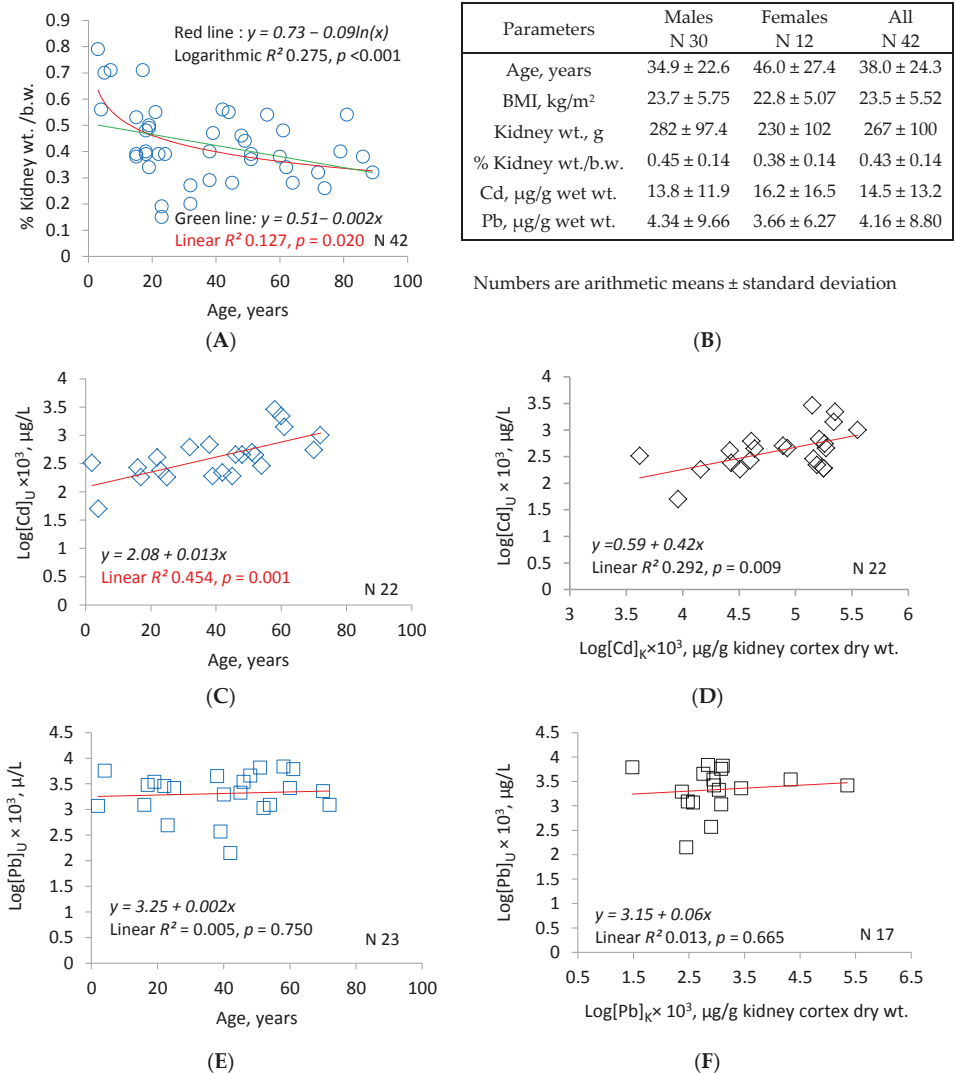 Red line : y = 0.73 − 0.09ln(x)
Logarithmic R² 0.275, p <0.001
% Kidney wt. /b.w.
0.9
0.8
0.7
0.6
0.5
0.4
0.3
0.2
0.1
0
Green line: y = 0.51− 0.002x
Linear R² 0.127, p = 0.020 N 42
0 20 40 60 80 100
Age, years
(A)
Parameters Males N 30 Females N 12 All N 42
Age, years 34.9 ± 22.6 46.0 ± 27.4 38.0 ± 24.3
BMI, kg/m² 23.7 ± 5.75 22.8 ± 5.07 23.5 ± 5.52
Kidney wt., g 282 ± 97.4 230 ± 102 267 ± 100
% Kidney wt./b.w. 0.45 ± 0.14 0.38 ± 0.14 0.43 ± 0.14
Cd, µg/g wet wt. 13.8 ± 11.9 16.2 ± 16.5 14.5 ± 13.2
Pb, µg/g wet wt. 4.34 ± 9.66 3.66 ± 6.27 4.16 ± 8.80
Numbers are arithmetic means ± standard deviation
(B)
Log[Cd]U ×10³, µg/L
4
3.5
3
2.5
2
1.5
1
0.5
0
y = 2.08 + 0.013x
Linear R² 0.454, p = 0.001
N 22
0 20 40 60 80 100
Age, years
(C)
Log[Cd]U × 10³, µg/L
4
3.5
3
2.5
2
1.5
1
0.5
0
y =0.59 + 0.42x
Linear R² 0.292, p = 0.009
N 22
3 3.5 4 4.5 5 5.5 6
Log[Cd]K×10³, µg/g kidney cortex dry wt.
(D)
Log[Pb]U × 10³, µ/L
4.5
4
3.5
3
2.5
2
1.5
1
0.5
0
y = 3.25 + 0.002x
Linear R² = 0.005, p = 0.750
N 23
0 20 40 60 80 100
Age, years
(E)
Log[Pb]U × 10³, µg/L
4.5
4
3.5
3
2.5
2
1.5
1
0.5
0
y = 3.15 + 0.06x
Linear R² 0.013, p = 0.665
N 17
0.5 1.5 2.5 3.5 4.5 5.5 6.5
Log[Pb]K× 10³, µg/g kidney cortex dry wt.
(F)